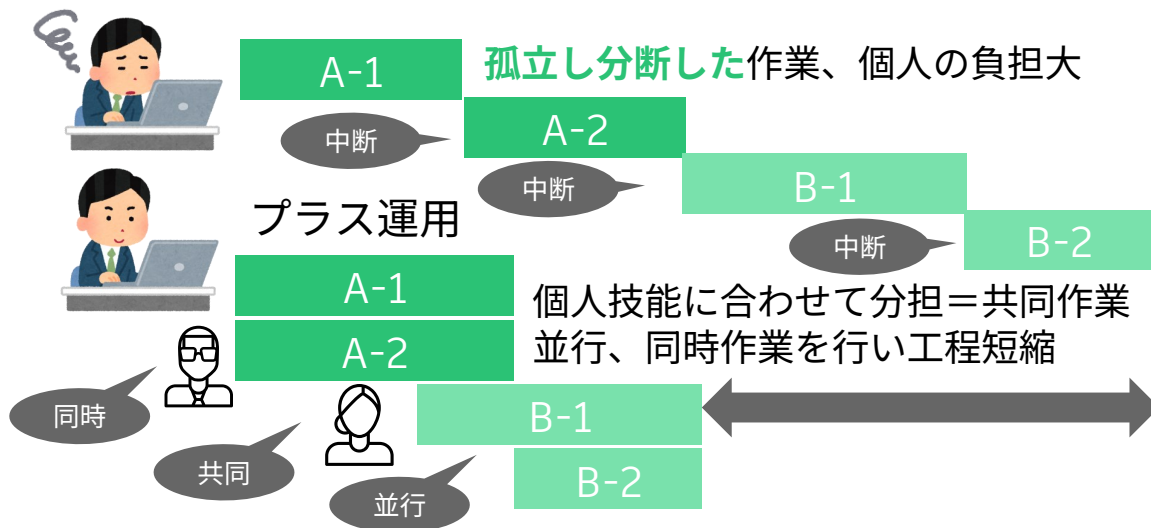 A-1
孤立し分断した作業、個人の負担大
中断
A-2
中断
B-1
中断
B-2
プラス運用
A-1
個人技能に合わせて分担＝共同作業
並行、同時作業を行い工程短縮
A-2
同時
B-1
共同
B-2
並行